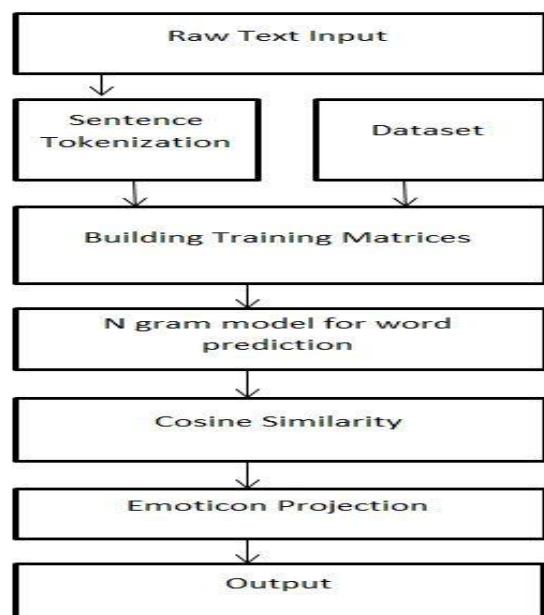 Raw Text Input
Sentence
Tokenization
Dataset
Building Training Matrices
N gram model for word
prediction
Cosine Similarity
Emoticon Projection
Output